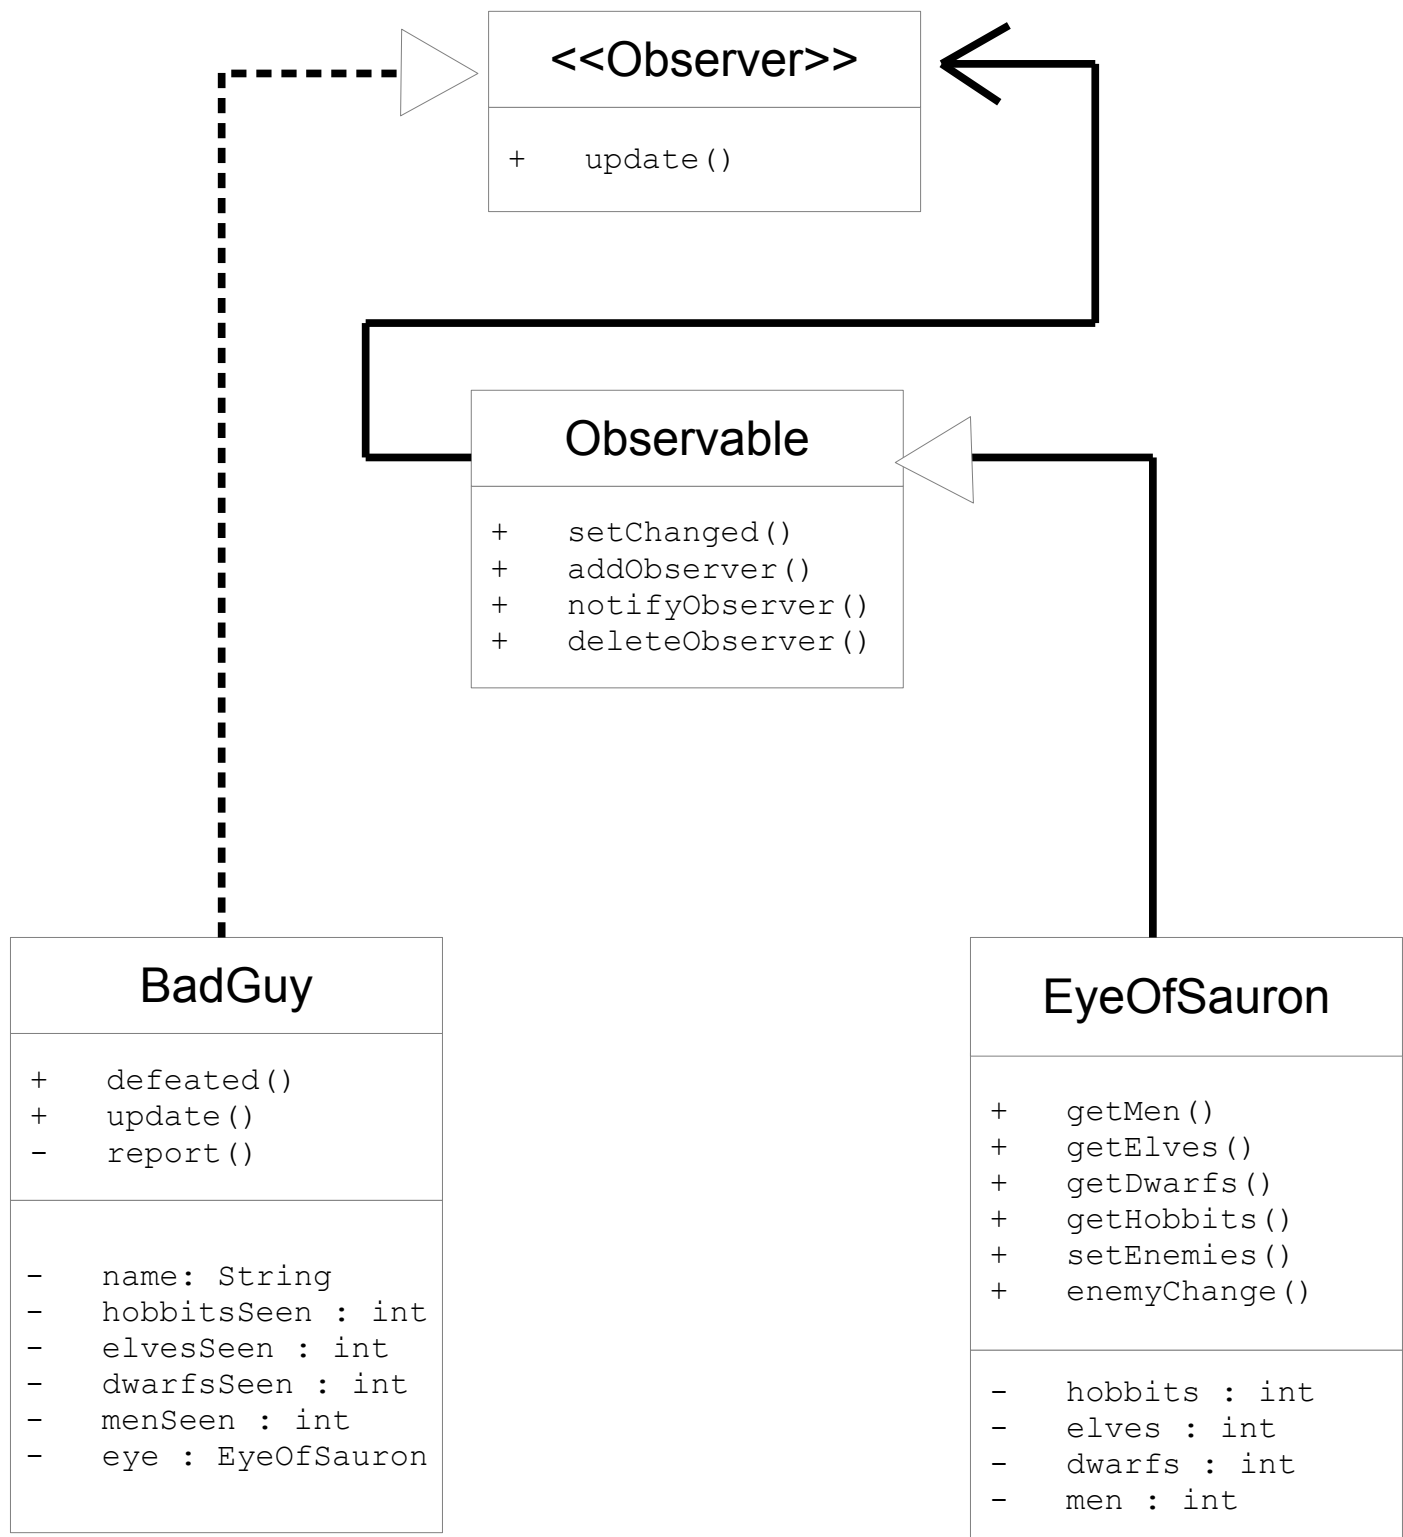 <<Observer>>
+ update()
Observable
+ setChanged()
+ addObserver()
+ notifyObserver()
+ deleteObserver()
BadGuy
+ defeated()
+ update()
- report()
- name: String
- hobbitsSeen : int
- elvesSeen : int
- dwarfsSeen : int
- menSeen : int
- eye : EyeOfSauron
EyeOfSauron
+ getMen()
+ getElves()
+ getDwarfs()
+ getHobbits()
+ setEnemies()
+ enemyChange()
- hobbits : int
- elves : int
- dwarfs : int
- men : int